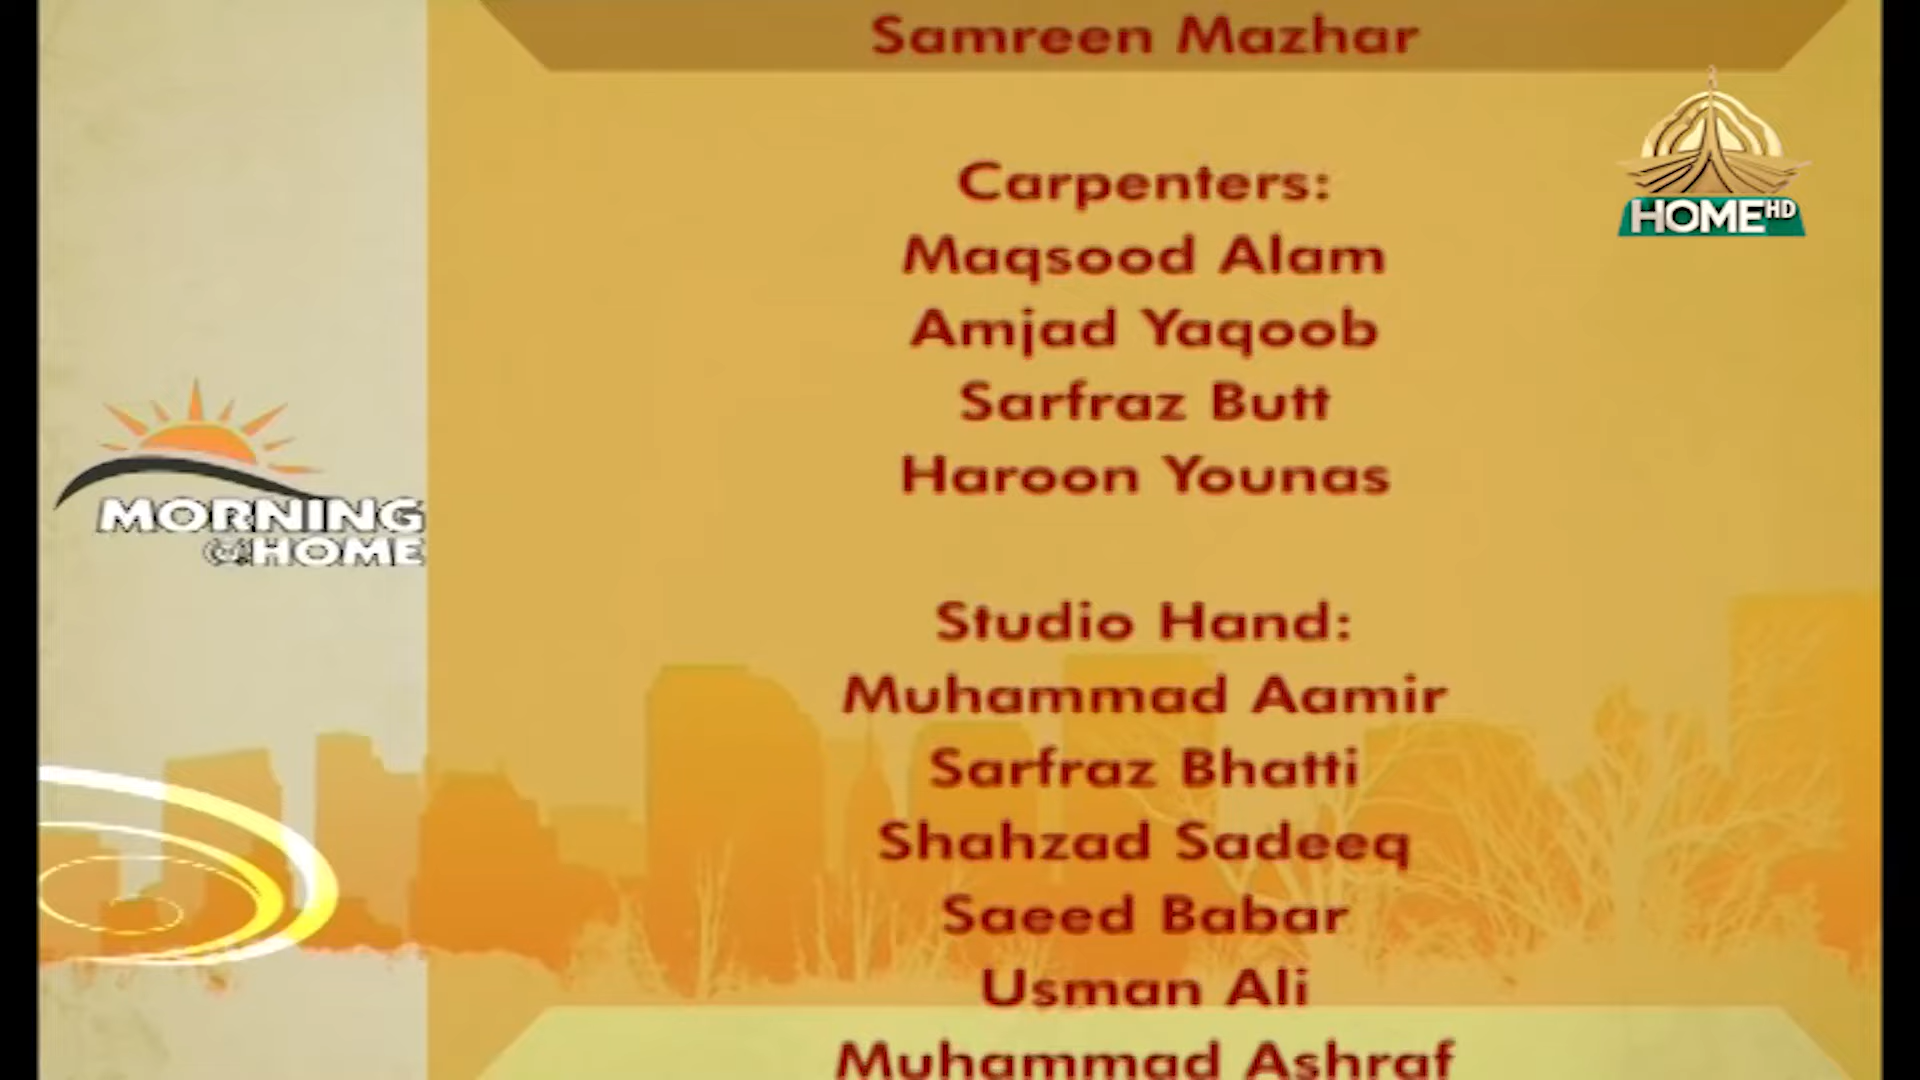 Samreen Mazhar
HOME HD
Carpenters:
Maqsood Alam
Amjad Yaqoob
Sarfraz Butt
Haroon Younas
MORNING
@HOME
Studio Hand:
Muhammad Aamir
Sarfraz Bhatti
Shahzad Sadeeq
Saeed Babar
Usman Ali
Muhammad Ashraf